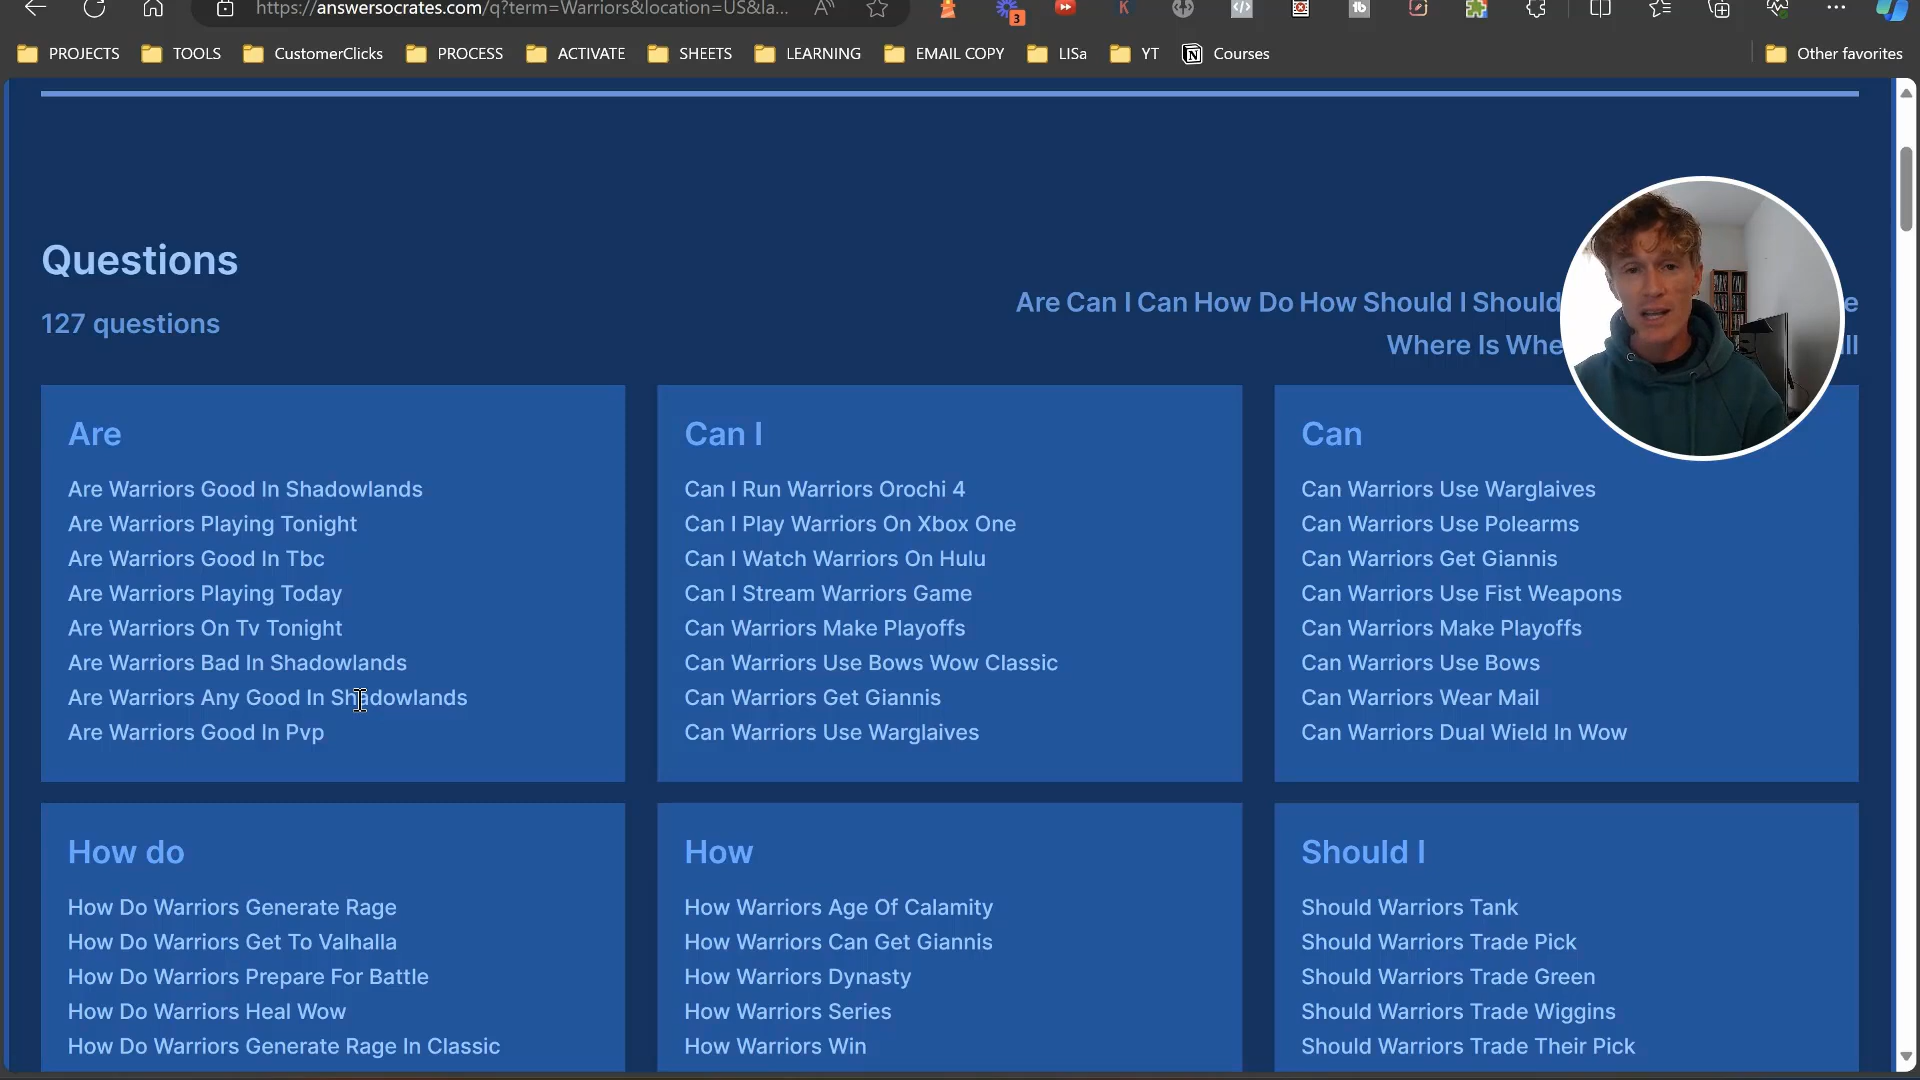 https://answersocrates.com/q?term=Warriors&location=US&la...
3
PROJECTS TOOLS CustomerClicks PROCESS ACTIVATE SHEETS LEARNING EMAIL COPY LISa YT Courses Other favorites
Questions
127 questions
Are Can I Can How Do How Should I Should
Where Is
Are
Are Warriors Good In Shadowlands
Are Warriors Playing Tonight
Are Warriors Good In Tbc
Are Warriors Playing Today
Are Warriors On Tv Tonight
Are Warriors Bad In Shadowlands
Are Warriors Any Good In Shadowlands
Are Warriors Good In Pvp
Can I
Can I Run Warriors Orochi 4
Can I Play Warriors On Xbox One
Can I Watch Warriors On Hulu
Can I Stream Warriors Game
Can Warriors Make Playoffs
Can Warriors Use Bows Wow Classic
Can Warriors Get Giannis
Can Warriors Use Warglaives
Can
Can Warriors Use Warglaives
Can Warriors Use Polearms
Can Warriors Get Giannis
Can Warriors Use Fist Weapons
Can Warriors Make Playoffs
Can Warriors Use Bows
Can Warriors Wear Mail
Can Warriors Dual Wield In Wow
How do
How Do Warriors Generate Rage
How Do Warriors Get To Valhalla
How Do Warriors Prepare For Battle
How Do Warriors Heal Wow
How Do Warriors Generate Rage In Classic
How
How Warriors Age Of Calamity
How Warriors Can Get Giannis
How Warriors Dynasty
How Warriors Series
How Warriors Win
Should I
Should Warriors Tank
Should Warriors Trade Pick
Should Warriors Trade Green
Should Warriors Trade Wiggins
Should Warriors Trade Their Pick